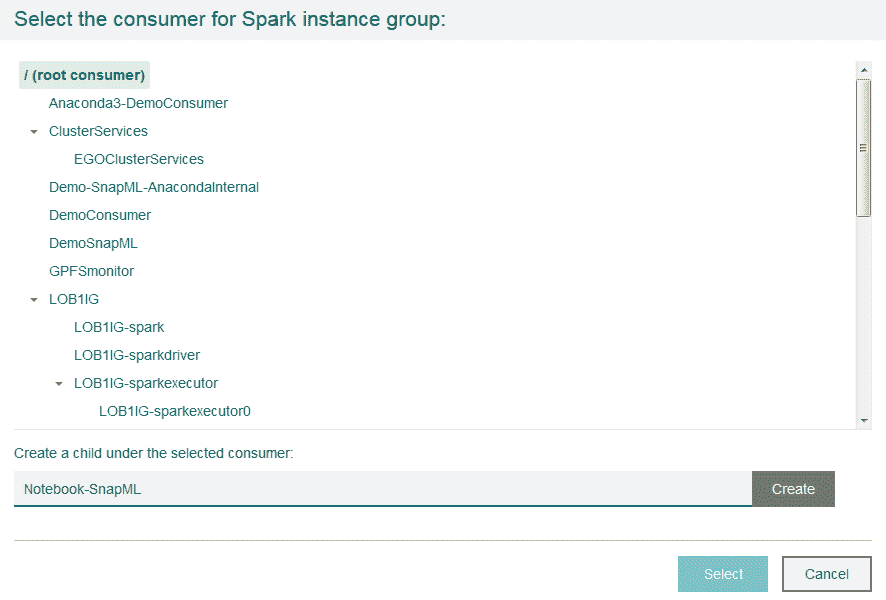 Select the consumer for Spark instance group:
/ (root consumer)
Anaconda3-DemoConsumer
ClusterServices
EGOClusterServices
Demo-SnapML-AnacondaInternal
DemoConsumer
DemoSnapML
GPFSmonitor
LOB1IG
LOB1IG-spark
LOB1IG-sparkdriver
LOB1IG-sparkexecutor
LOB1IG-sparkexecutor0
Create a child under the selected consumer:
Notebook-SnapML Create
Select Cancel